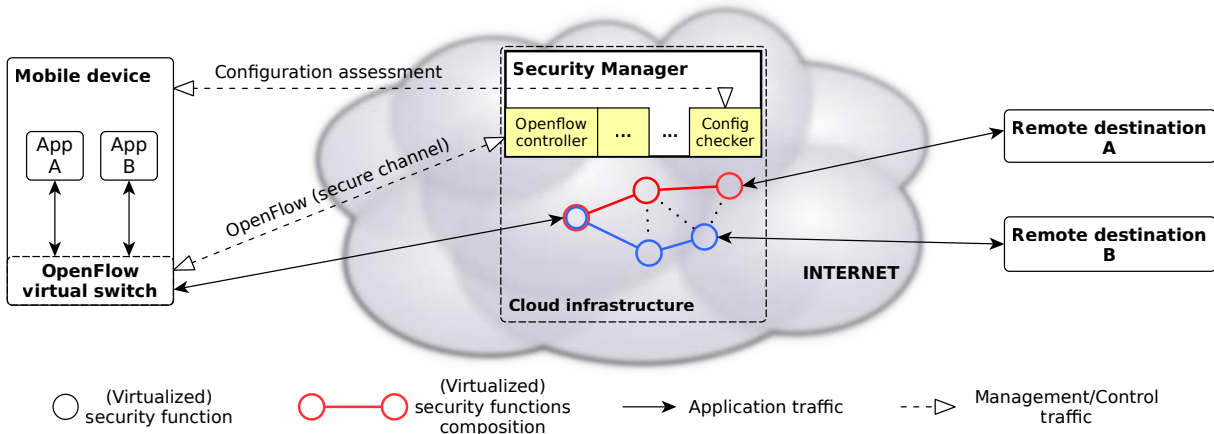 Mobile device
Configuration assessment
Security Manager
Openflow
controller
...
...
Config
checker
App
A
App
B
OpenFlow (secure channel)
OpenFlow
virtual switch
Remote destination
A
Remote destination
B
INTERNET
Cloud infrastructure
(Virtualized)
security function
(Virtualized)
security functions
composition
Application traffic
Management/Control
traffic